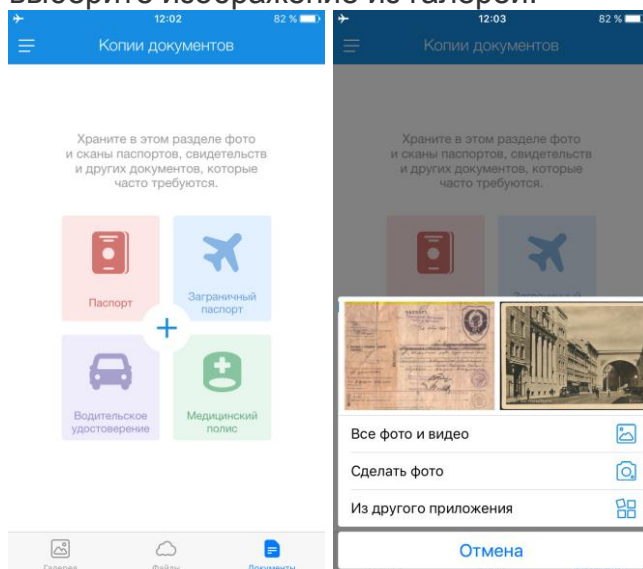 выберите изображение из галереи.
12:02
82 %
Копии документов
Храните в этом разделе фото
и сканы паспортов, свидетельств
и других документов, которые
часто требуются.
Паспорт
Заграничный
паспорт
Водительское
удостоверение
Медицинский
полис
Галерея
Файлы
Документы
12:03
82 %
Копии документов
Храните в этом разделе фото
и сканы паспортов, свидетельств
и других документов, которые
часто требуются.
Все фото и видео
Сделать фото
Из другого приложения
Отмена